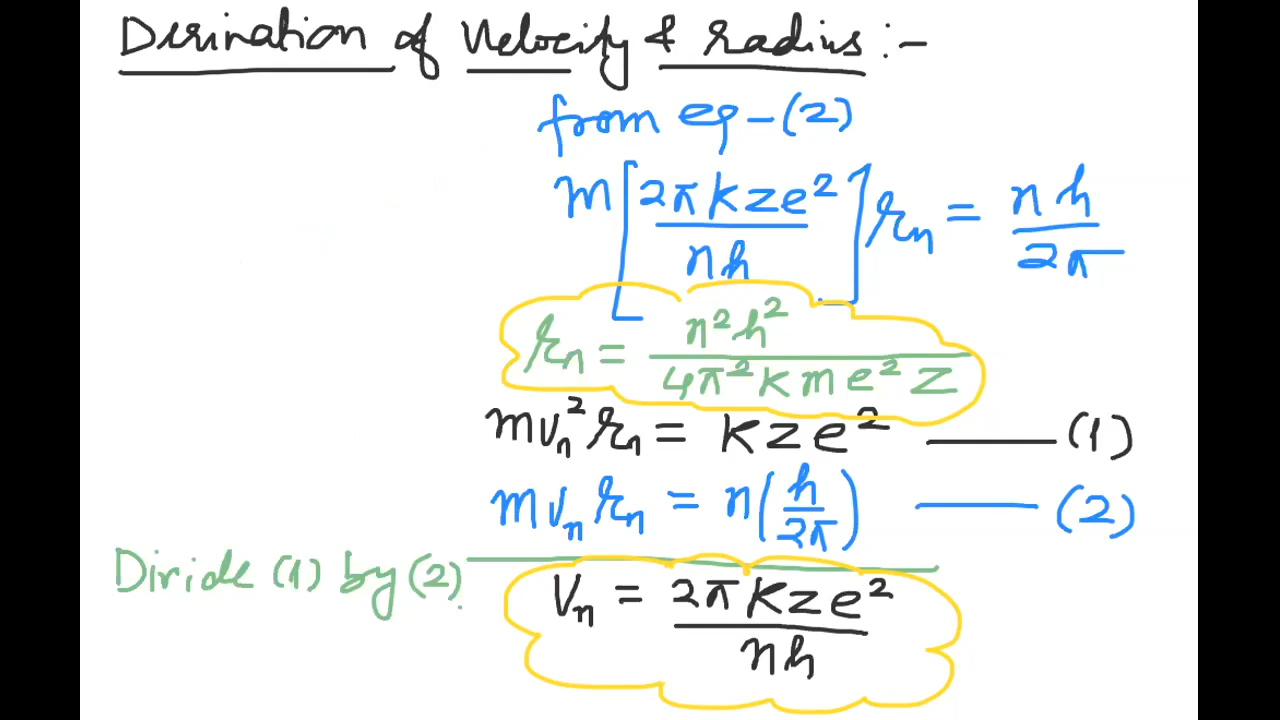 Derivation of Velocity & radius :-
from eq-(2)
m[2πkze²/nh]rₙ = nh/2π
rₙ = n²h²/4π²kme²z
mvₙ²rₙ = kze² —— (1)
mvₙrₙ = n(h/2π) —— (2)
Divide (1) by (2).
Vₙ = 2πkze²/nh